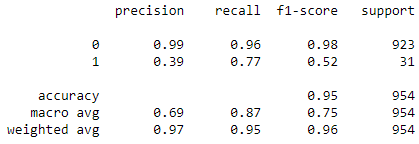 precision recall f1-score support
0 0.99 0.96 0.98 923
1 0.39 0.77 0.52 31
accuracy 0.95 954
macro avg 0.69 0.87 0.75 954
weighted avg 0.97 0.95 0.96 954